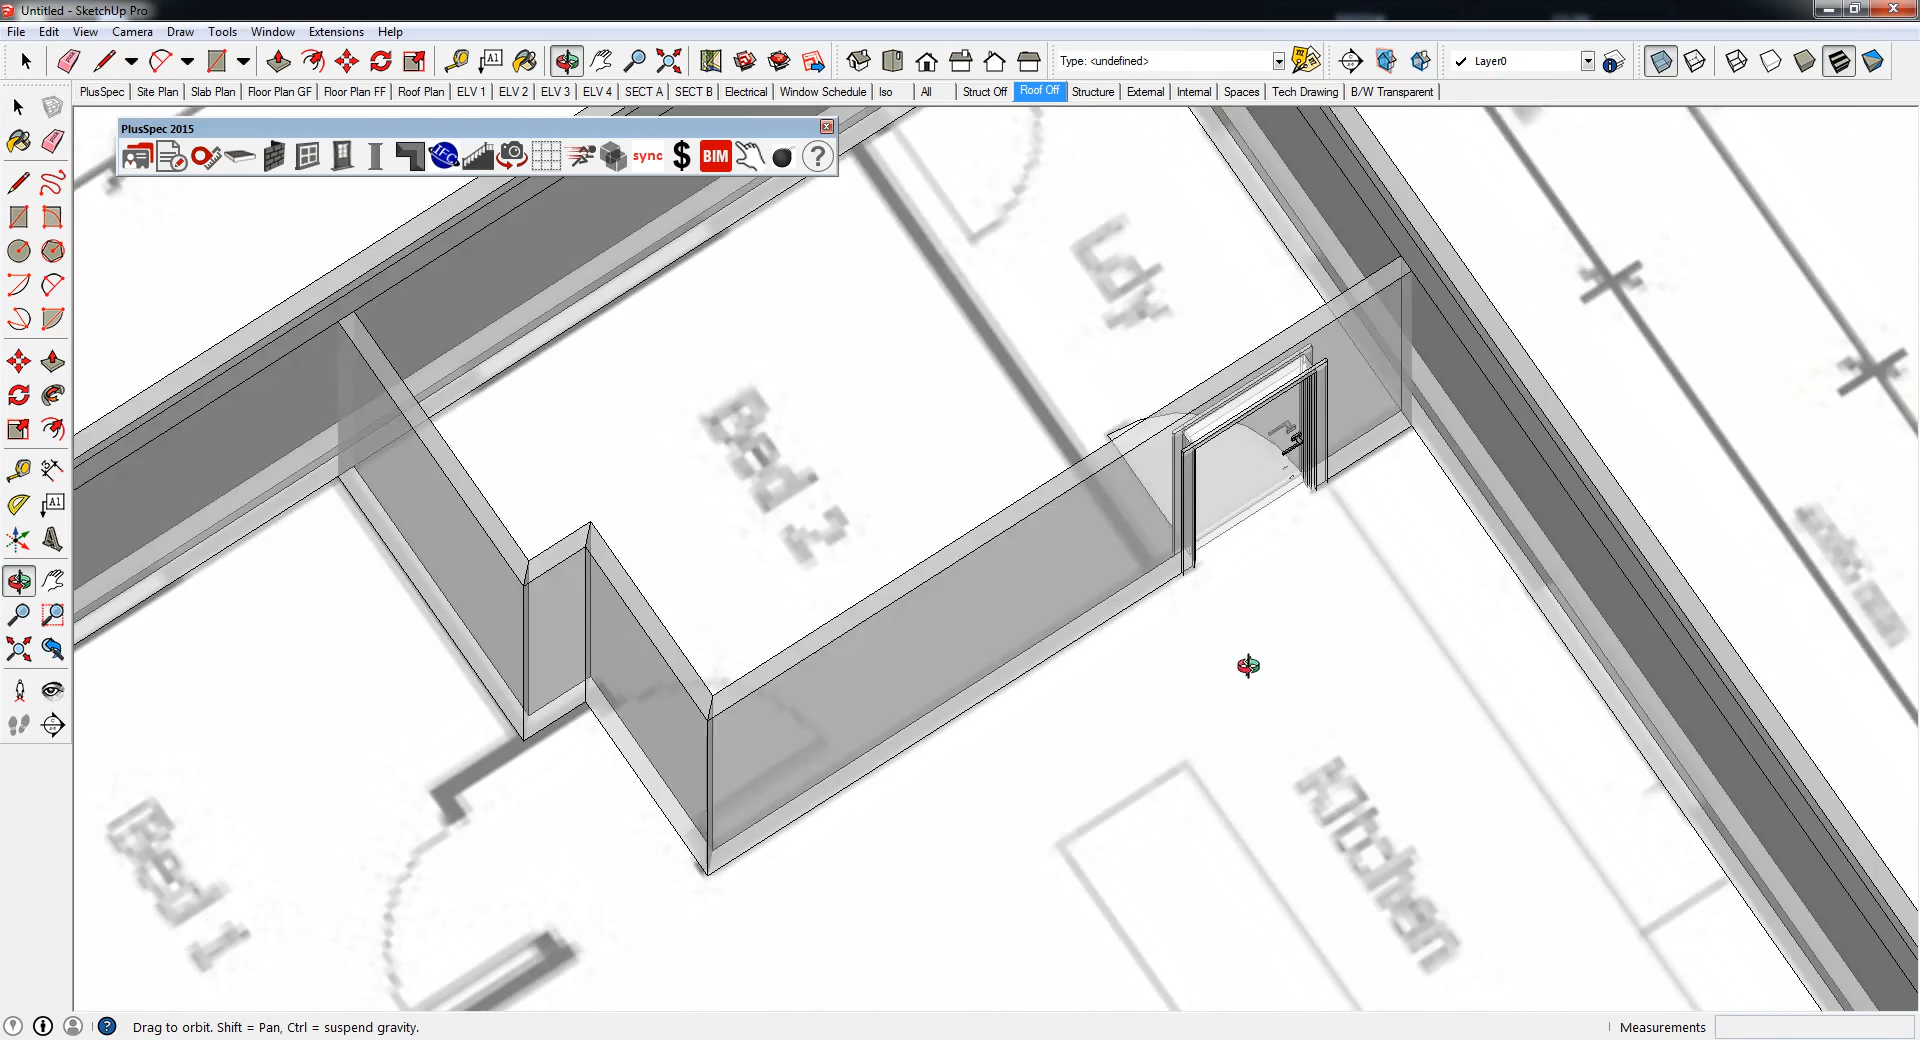 Untitled - SketchUp Pro
File Edit View Camera Draw Tools Window Extensions Help
A1 Type: <undefined> Layer0
PlusSpec Site Plan Slab Plan Floor Plan GF Floor Plan FF Roof Plan ELV 1 ELV 2 ELV 3 ELV 4 SECT A SECT B Electrical Window Schedule Iso All Struct Off Roof Off Structure External Internal Spaces Tech Drawing B/W Transparent
PlusSpec 2015
IFC sync $ BIM ?
Ldy
Bed 2
A1
Kitchen
Bed 1
Drag to orbit. Shift = Pan, Ctrl = suspend gravity.
Measurements